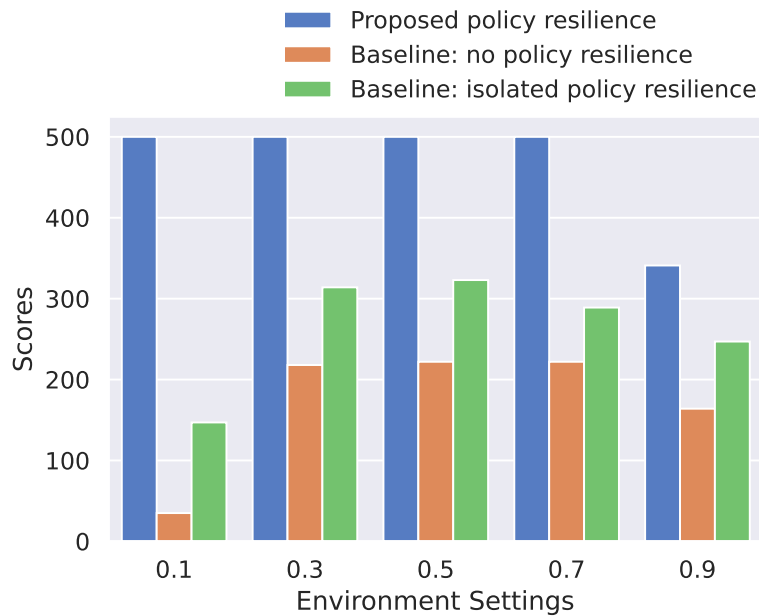 Proposed policy resilience
Baseline: no policy resilience
Baseline: isolated policy resilience
500
400
300
200
100
0
Scores
0.1 0.3 0.5 0.7 0.9
Environment Settings